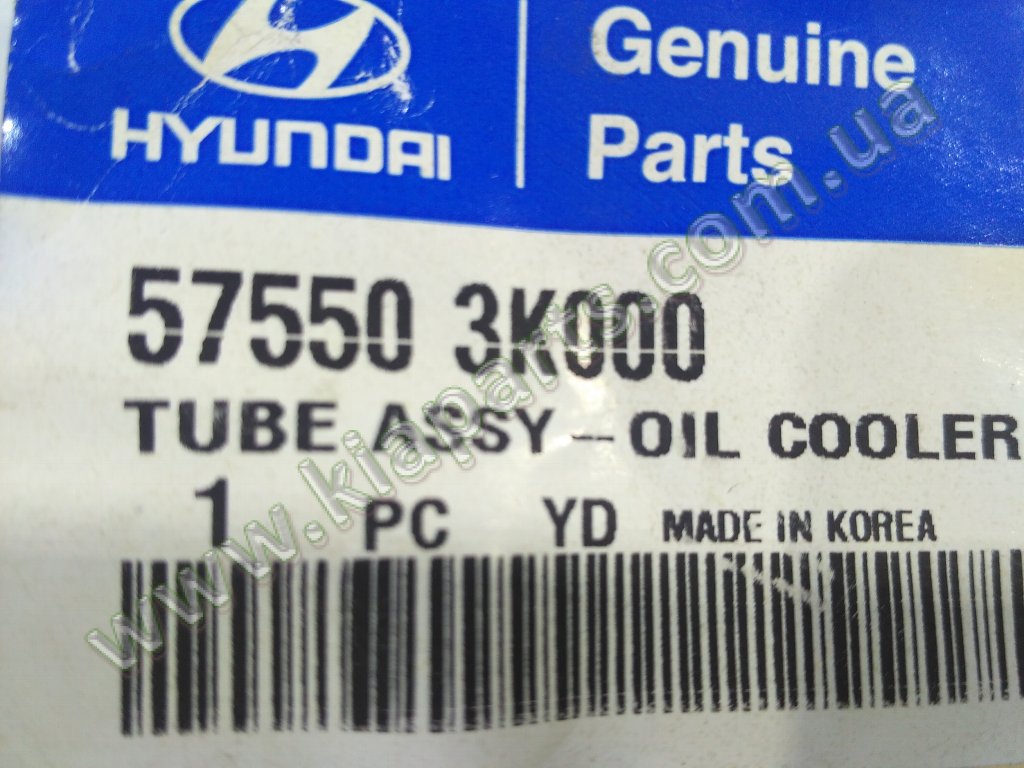 HYUNDAI
Genuine
Parts
57550 3K000
TUBE ASSY-OIL COOLER
1 PC YD MADE IN KOREA
www.kiaparts.com.ua